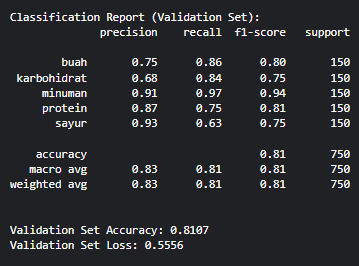 Classification Report (Validation Set):
precision recall f1-score support
buah 0.75 0.86 0.80 150
karbohidrat 0.68 0.84 0.75 150
minuman 0.91 0.97 0.94 150
protein 0.87 0.75 0.81 150
sayur 0.93 0.63 0.75 150
accuracy 0.81 750
macro avg 0.83 0.81 0.81 750
weighted avg 0.83 0.81 0.81 750
Validation Set Accuracy: 0.8107
Validation Set Loss: 0.5556